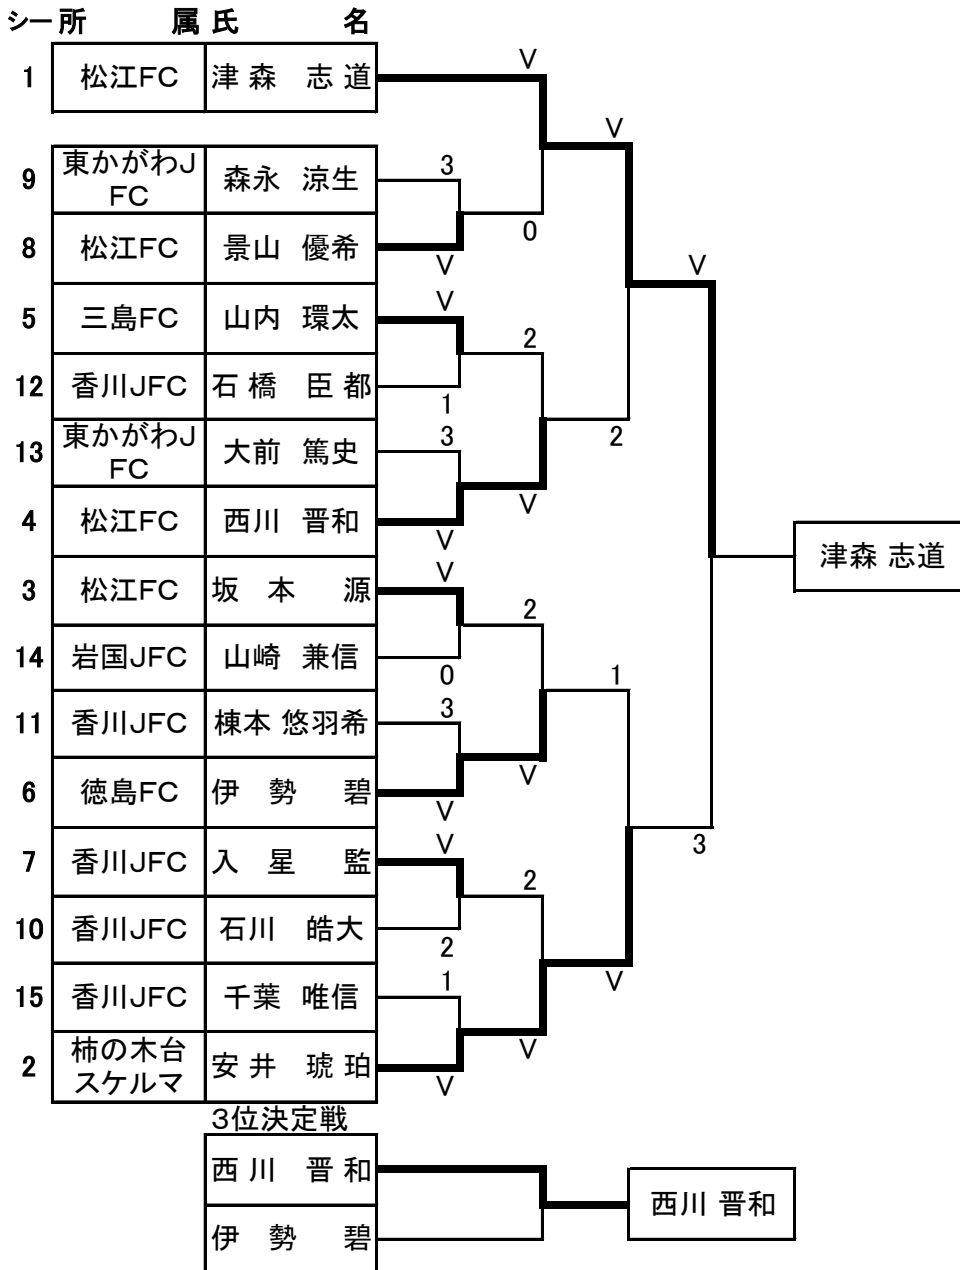 シー 所 属 氏 名
1 松江FC 津森 志道 V
V
9 東かがわJFC 森永 涼生 3
0
8 松江FC 景山 優希 V
V
5 三島FC 山内 環太 V
2
12 香川JFC 石橋 臣都 1
2
13 東かがわJFC 大前 篤史 3
V
4 松江FC 西川 晋和 V
津森 志道
3 松江FC 坂本 源 V
2
14 岩国JFC 山崎 兼信 0
1
11 香川JFC 棟本 悠羽希 3
V
6 徳島FC 伊勢 碧 V
3
7 香川JFC 入星 監 V
2
10 香川JFC 石川 皓大 2
V
15 香川JFC 千葉 唯信 1
V
2 柿の木台スケルマ 安井 琥珀 V
3位決定戦
西川 晋和
西川 晋和
伊勢 碧